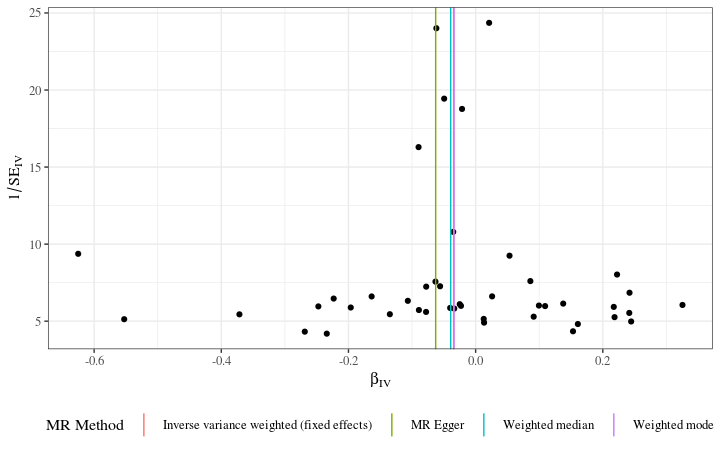 25
20
15
10
5
1/SE_IV
-0.6
-0.4
-0.2
0.0
0.2
β_IV
MR Method
Inverse variance weighted (fixed effects)
MR Egger
Weighted median
Weighted mode